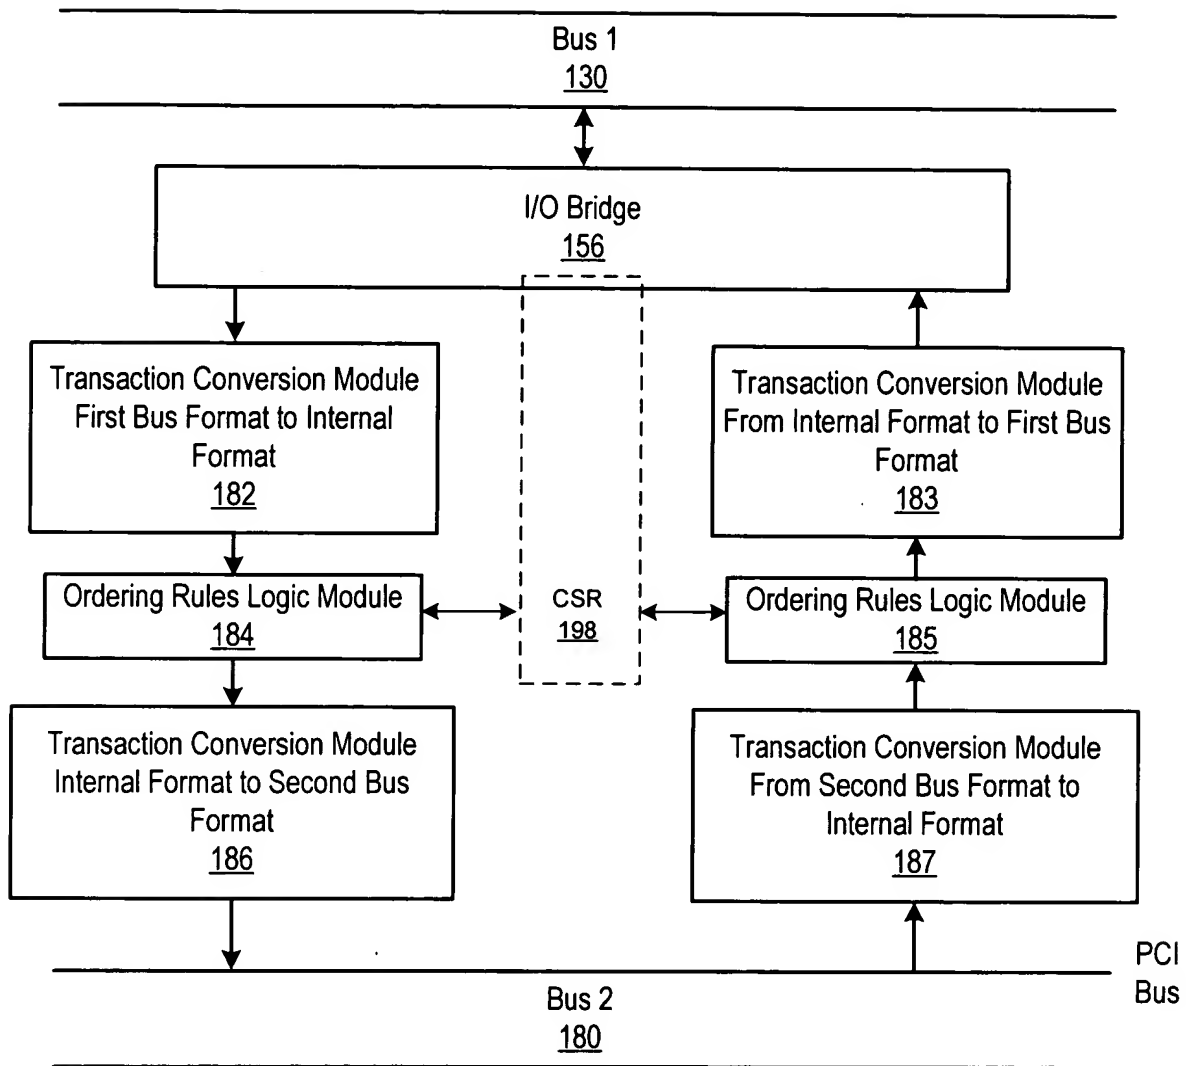 Bus 1
130
I/O Bridge
156
Transaction Conversion Module
First Bus Format to Internal
Format
182
Transaction Conversion Module
From Internal Format to First Bus
Format
183
Ordering Rules Logic Module
184
CSR
198
Ordering Rules Logic Module
185
Transaction Conversion Module
Internal Format to Second Bus
Format
186
Transaction Conversion Module
From Second Bus Format to
Internal Format
187
PCI
Bus
Bus 2
180